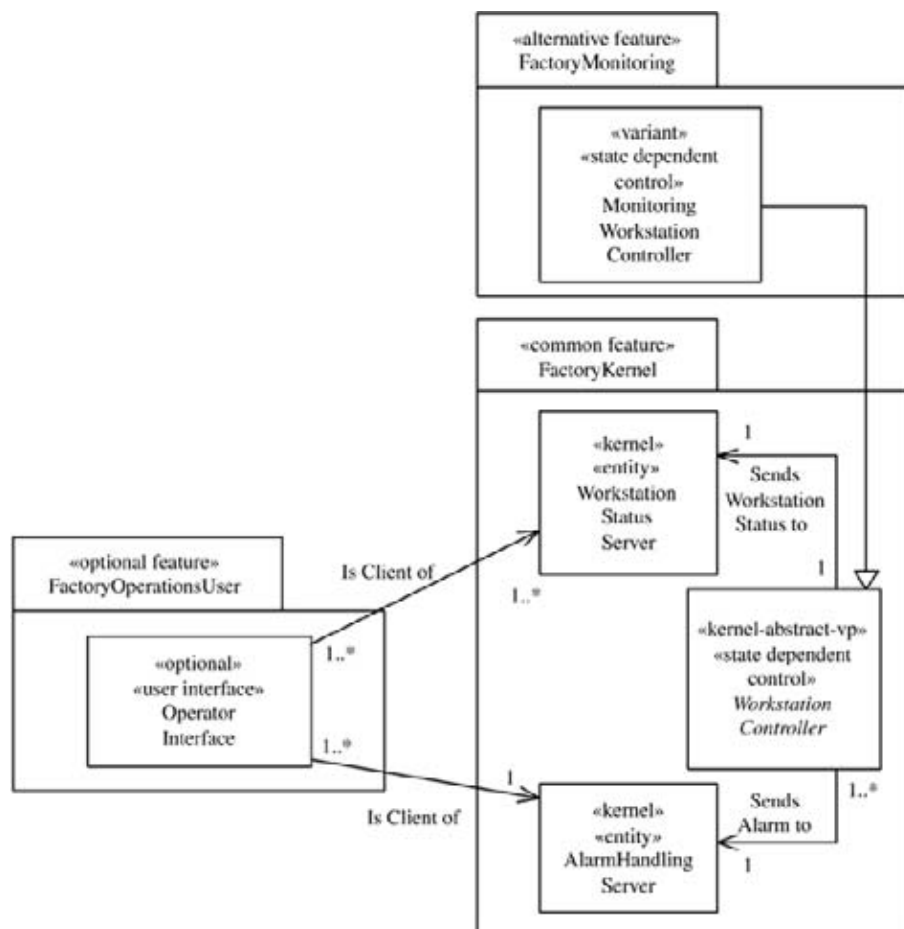 «alternative feature»
FactoryMonitoring
«variant»
«state dependent
control»
Monitoring
Workstation
Controller
«common feature»
FactoryKernel
«kernel»
«entity»
Workstation
Status
Server
1
Sends
Workstation
Status to
1
«optional feature»
FactoryOperationsUser
Is Client of
1..*
1..*
«optional»
«user interface»
Operator
Interface
1..*
Is Client of
1
«kernel-abstract-vp»
«state dependent
control»
Workstation
Controller
1..*
Sends
Alarm to
1
«kernel»
«entity»
AlarmHandling
Server